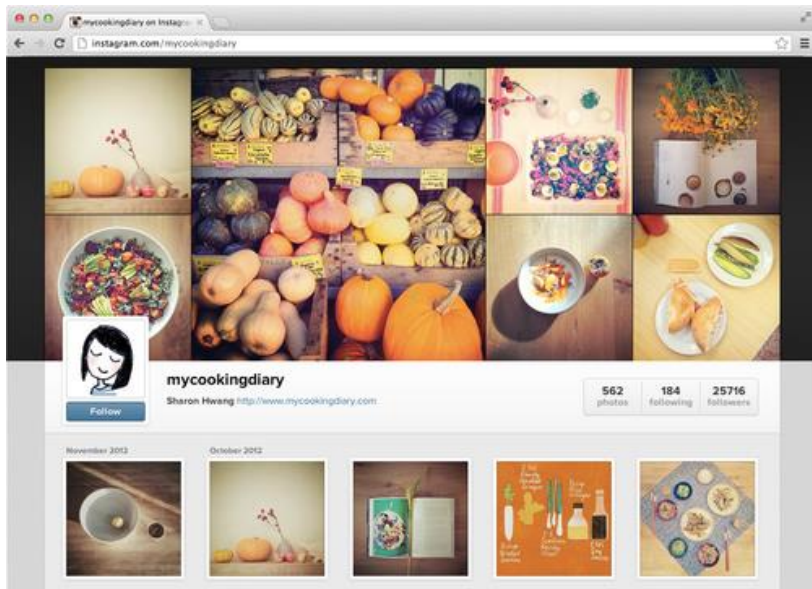 mycookingdiary on Instagr
instagram.com/mycookingdiary
mycookingdiary
Sharon Hwang http://www.mycookingdiary.com
Follow
562 photos
184 following
25716 followers
November 2012
October 2012